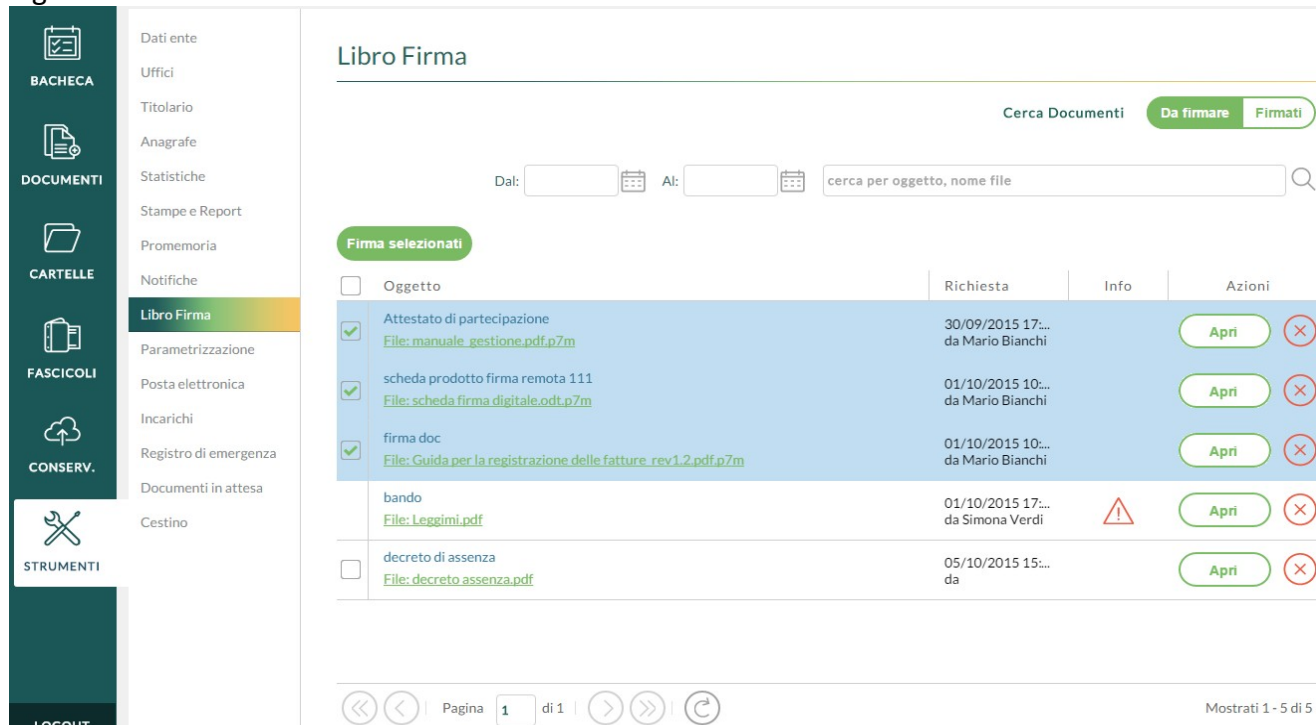 BACHECA
DOCUMENTI
CARTELLE
FASCICOLI
CONSERV.
STRUMENTI
Dati ente
Uffici
Titolario
Anagrafe
Statistiche
Stampe e Report
Promemoria
Notifiche
Libro Firma
Parametrizzazione
Posta elettronica
Incarichi
Registro di emergenza
Documenti in attesa
Cestino
Libro Firma
Cerca Documenti Da firmare Firmati
Dal: Al: cerca per oggetto, nome file
Firma selezionati
Oggetto Richiesta Info Azioni
Attestato di partecipazione
File: manuale_gestione.pdf.p7m
30/09/2015 17:...
da Mario Bianchi
Apri
scheda prodotto firma remota 111
File: scheda firma digitale.odt.p7m
01/10/2015 10:...
da Mario Bianchi
Apri
firma doc
File: Guida per la registrazione delle fatture_rev1.2.pdf.p7m
01/10/2015 10:...
da Mario Bianchi
Apri
bando
File: Leggimi.pdf
01/10/2015 17:...
da Simona Verdi
Apri
decreto di assenza
File: decreto assenza.pdf
05/10/2015 15:...
da
Apri
Pagina 1 di 1
Mostrati 1 - 5 di 5